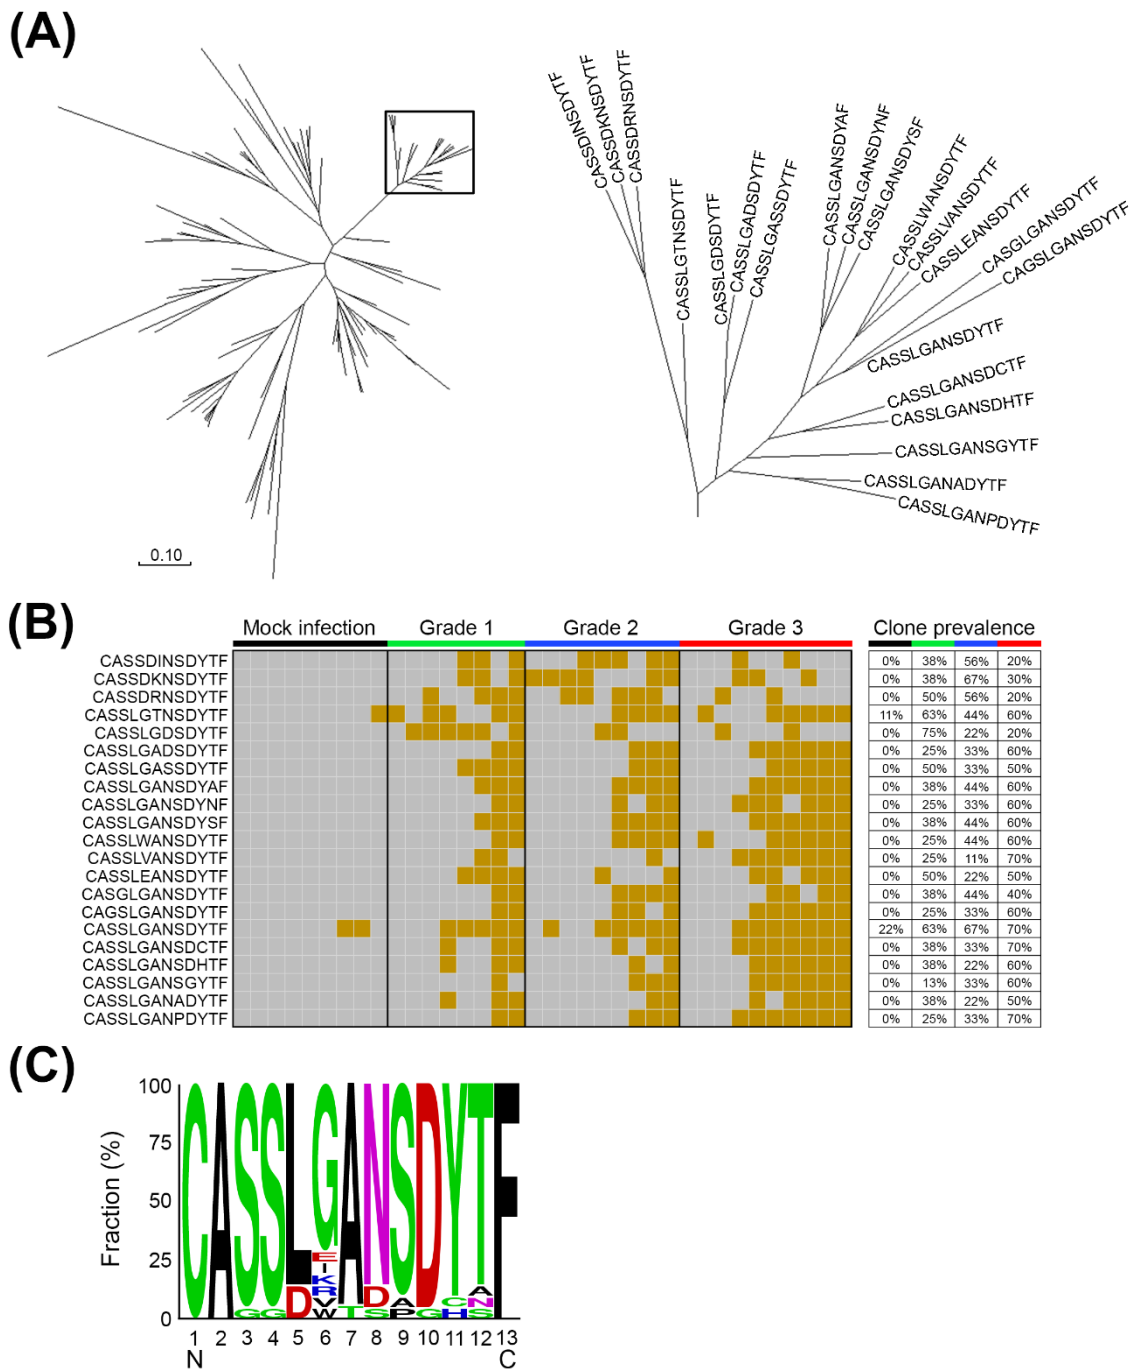 (A)
CASSDINSDYTF
CASSDKNSDYTF
CASSDRNSDYTF
CASSLGTNSDYTF
CASSLGDSDYTF
CASSLGADSDYTF
CASSLGASSDYTF
CASSLGANSDYAF
CASSLGANSDYNF
CASSLGANSDYSF
CASSLWANSDYTF
CASSLVANSDYTF
CASSLEANSDYTF
CASGLGANSDYTF
CAGSLGANSDYTF
CASSLGANSDYTF
CASSLGANSDCTF
CASSLGANSDHTF
CASSLGANSGYTF
CASSLGANADYTF
CASSLGANPDYTF
0.10
(B)
Mock infection Grade 1 Grade 2 Grade 3 Clone prevalence
CASSDINSDYTF 0% 38% 56% 20%
CASSDKNSDYTF 0% 38% 67% 30%
CASSDRNSDYTF 0% 50% 56% 20%
CASSLGTNSDYTF 11% 63% 44% 60%
CASSLGDSDYTF 0% 75% 22% 20%
CASSLGADSDYTF 0% 25% 33% 60%
CASSLGASSDYTF 0% 50% 33% 50%
CASSLGANSDYAF 0% 38% 44% 60%
CASSLGANSDYNF 0% 25% 33% 60%
CASSLGANSDYSF 0% 38% 44% 60%
CASSLWANSDYTF 0% 25% 44% 60%
CASSLVANSDYTF 0% 25% 11% 70%
CASSLEANSDYTF 0% 50% 22% 50%
CASGLGANSDYTF 0% 38% 44% 40%
CAGSLGANSDYTF 0% 25% 33% 60%
CASSLGANSDYTF 22% 63% 67% 70%
CASSLGANSDCTF 0% 38% 33% 70%
CASSLGANSDHTF 0% 38% 22% 60%
CASSLGANSGYTF 0% 13% 33% 60%
CASSLGANADYTF 0% 38% 22% 50%
CASSLGANPDYTF 0% 25% 33% 70%
(C)
Fraction (%)
100
75
50
25
0
CASSLGANSDYTF
E
I
K
R D A N
V C
G G D W T S P G H S
1 2 3 4 5 6 7 8 9 10 11 12 13
N C